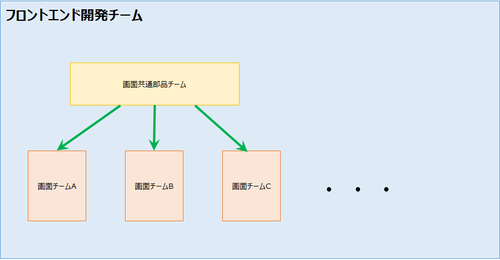 フロントエンド開発チーム
画面共通部品チーム
画面チームA
画面チームB
画面チームC
・・・